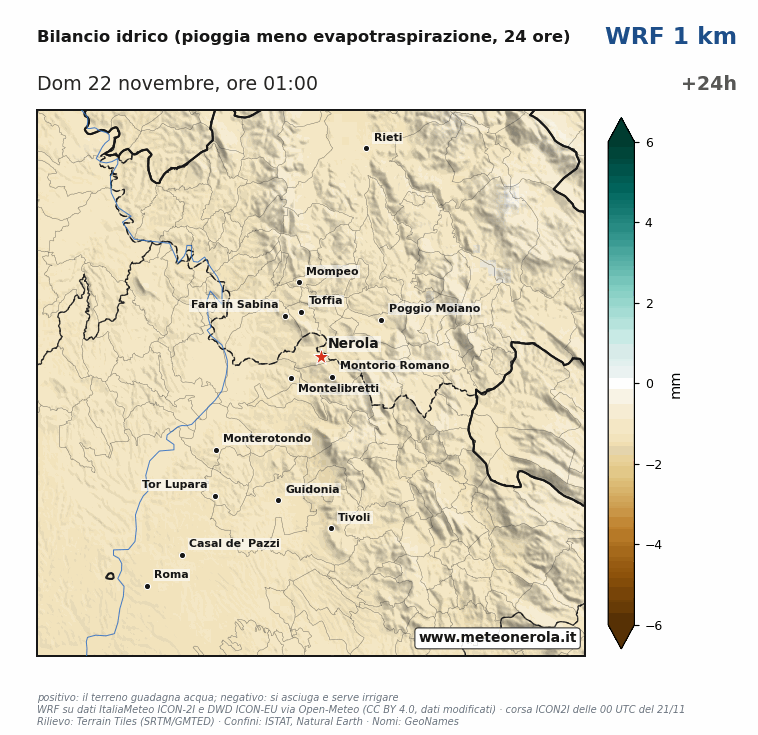 Bilancio idrico (pioggia meno evapotraspirazione, 24 ore)
WRF 1 km
Dom 22 novembre, ore 01:00
+24h
Rieti
Mompeo
Toffia
Fara in Sabina
Poggio Moiano
Nerola
Montorio Romano
Montelibretti
Monterotondo
Tor Lupara
Guidonia
Tivoli
Casal de' Pazzi
Roma
www.meteonerola.it
6
4
2
0
−2
−4
−6
mm
positivo: il terreno guadagna acqua; negativo: si asciuga e serve irrigare
WRF su dati ItaliaMeteo ICON-2I e DWD ICON-EU via Open-Meteo (CC BY 4.0, dati modificati) · corsa ICON2I delle 00 UTC del 21/11
Rilievo: Terrain Tiles (SRTM/GMTED) · Confini: ISTAT, Natural Earth · Nomi: GeoNames